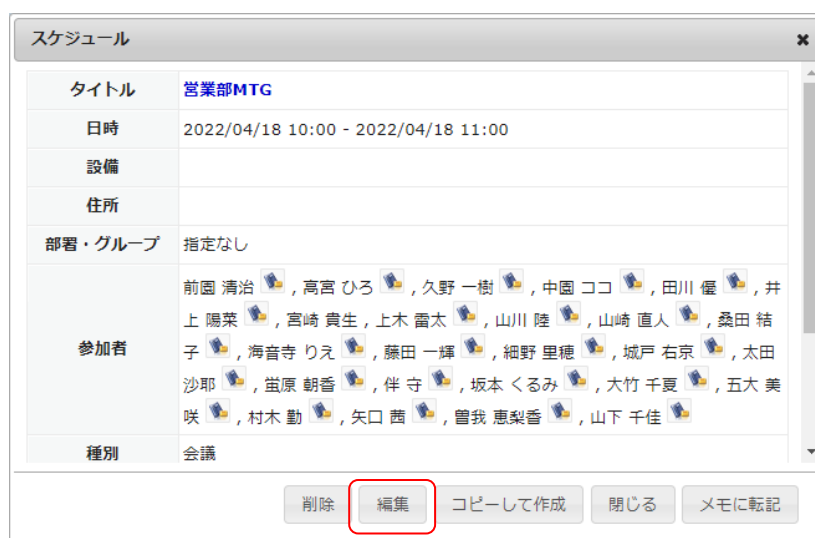 スケジュール
タイトル 営業部MTG
日時 2022/04/18 10:00 - 2022/04/18 11:00
設備
住所
部署・グループ 指定なし
前園 清治 , 高宮 ひろ , 久野 一樹 , 中園 ココ , 田川 優 , 井
上 陽菜 , 宮崎 貴生 , 上木 雷太 , 山川 陸 , 山崎 直人 , 桑田 結
参加者 子 , 海音寺 りえ , 藤田 一輝 , 細野 里穂 , 城戸 右京 , 太田
沙耶 , 蛍原 朝香 , 伴 守 , 坂本 くるみ , 大竹 千夏 , 五大 美
咲 , 村木 勤 , 矢口 茜 , 曽我 恵梨香 , 山下 千佳
種別 会議
削除 編集 コピーして作成 閉じる メモに転記